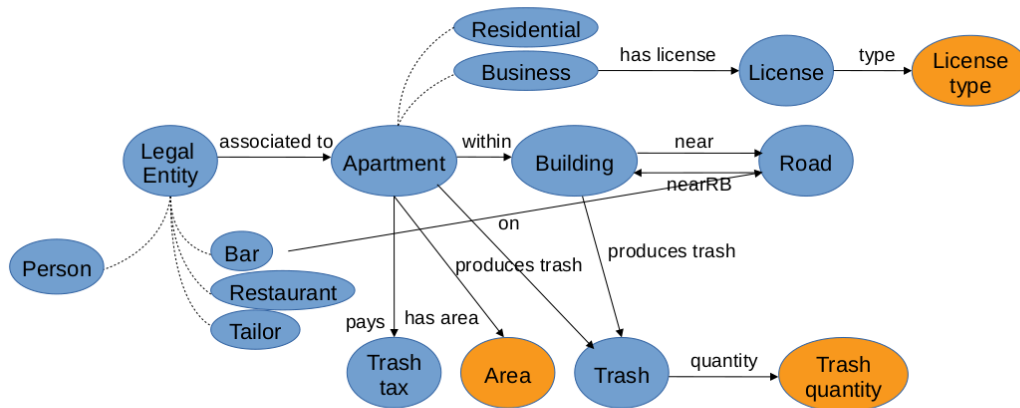 Residential
Business
has license
License
type
License
type
Legal
Entity
associated to
Apartment
within
Building
near
nearRB
Road
on
Person
Bar
Restaurant
Tailor
produces trash
produces trash
pays
has area
Trash
tax
Area
Trash
quantity
Trash
quantity